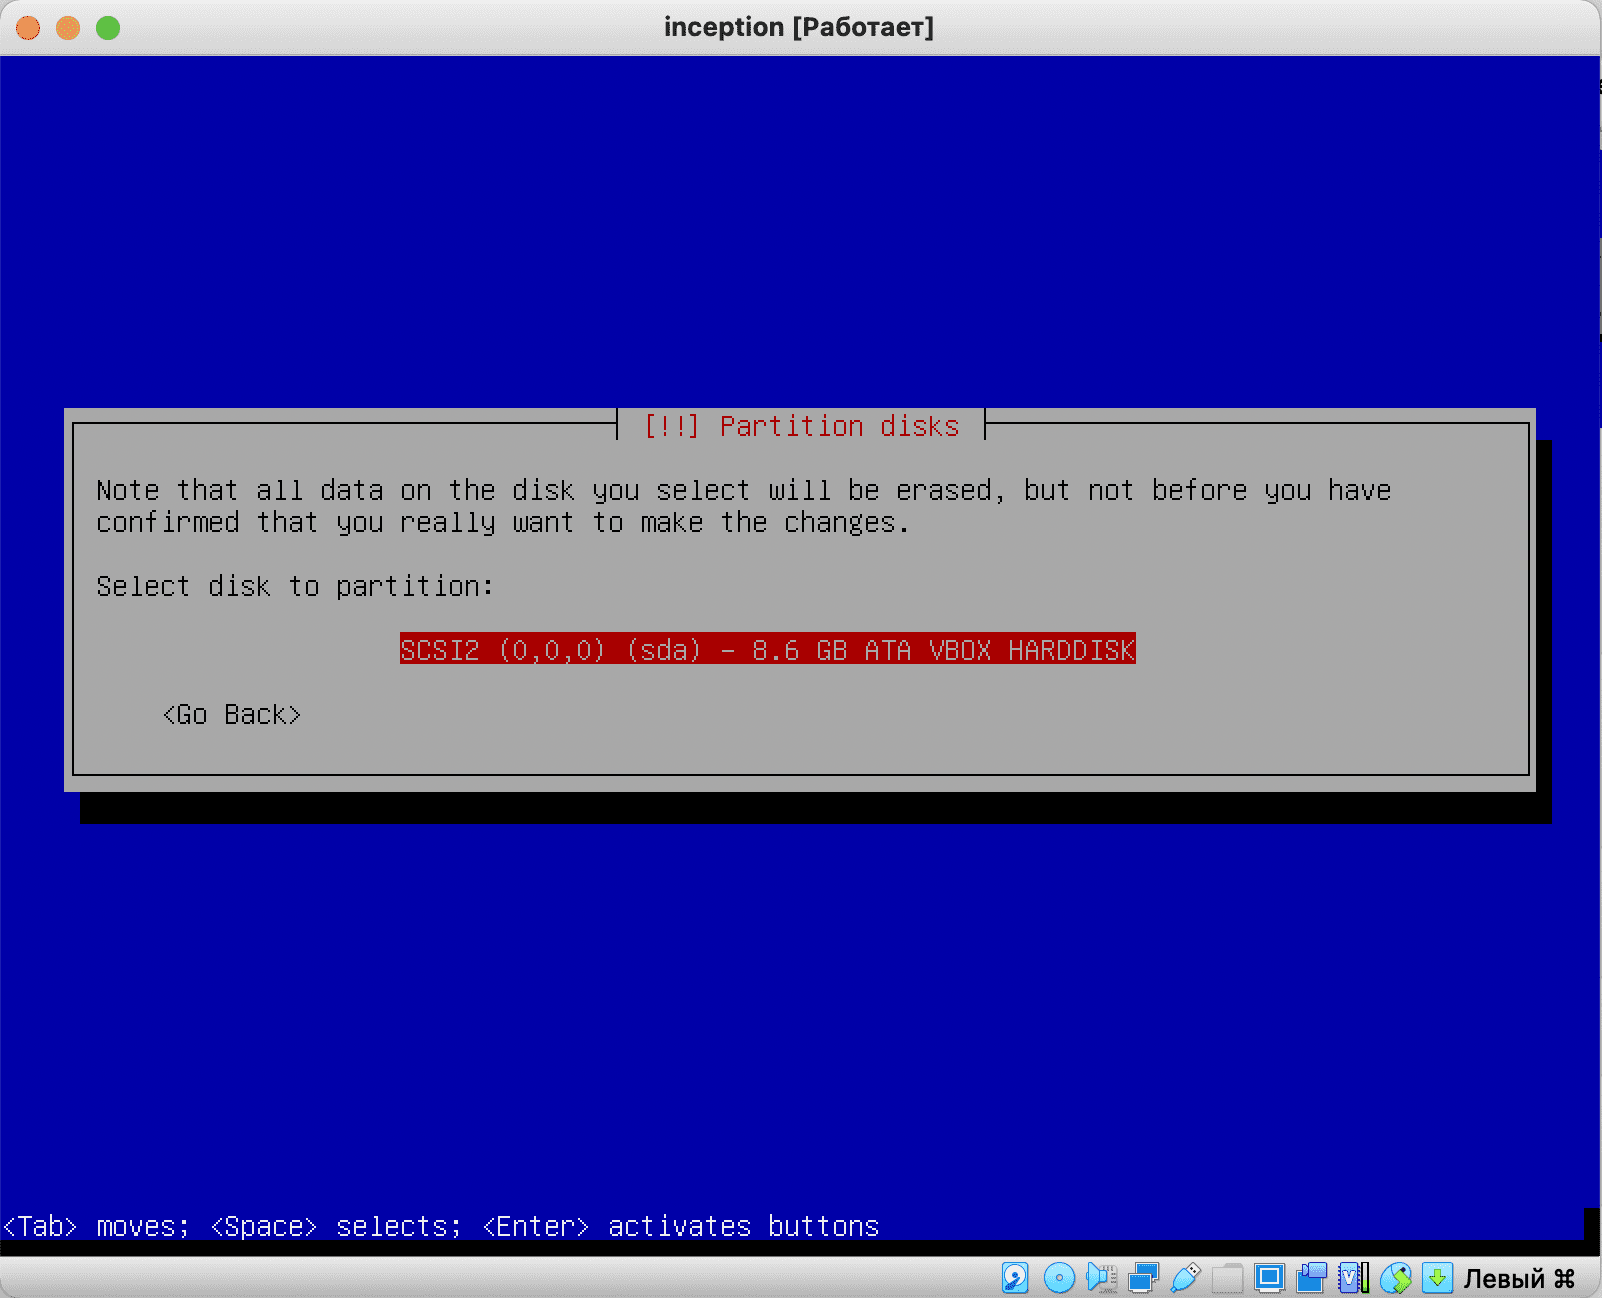 inception [Работает]
[!!] Partition disks
Note that all data on the disk you select will be erased, but not before you have
confirmed that you really want to make the changes.
Select disk to partition:
SCSI2 (0,0,0) (sda) - 8.6 GB ATA VBOX HARDDISK
<Go Back>
<Tab> moves; <Space> selects; <Enter> activates buttons
Левый ⌘